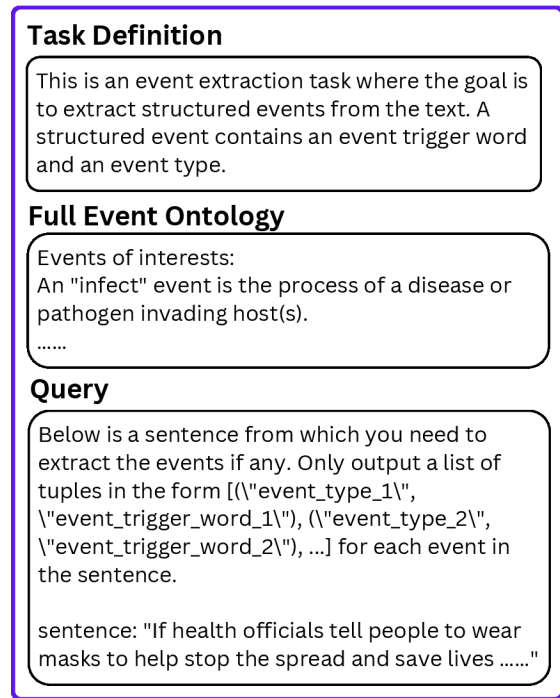 Task Definition
This is an event extraction task where the goal is
to extract structured events from the text. A
structured event contains an event trigger word
and an event type.
Full Event Ontology
Events of interests:
An "infect" event is the process of a disease or
pathogen invading host(s).
......
Query
Below is a sentence from which you need to
extract the events if any. Only output a list of
tuples in the form [(\"event_type_1\",
\"event_trigger_word_1\"), (\"event_type_2\",
\"event_trigger_word_2\"), ...] for each event in
the sentence.
sentence: "If health officials tell people to wear
masks to help stop the spread and save lives ......"